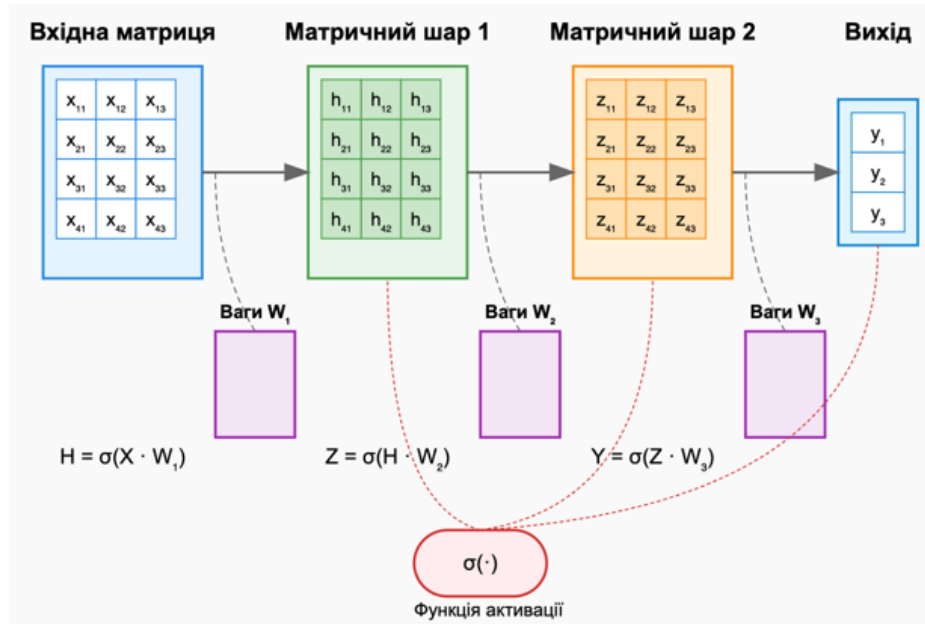 Вхідна матриця Матричний шар 1 Матричний шар 2 Вихід
x₁₁ x₁₂ x₁₃ h₁₁ h₁₂ h₁₃ z₁₁ z₁₂ z₁₃
x₂₁ x₂₂ x₂₃ h₂₁ h₂₂ h₂₃ z₂₁ z₂₂ z₂₃
x₃₁ x₃₂ x₃₃ h₃₁ h₃₂ h₃₃ z₃₁ z₃₂ z₃₃
x₄₁ x₄₂ x₄₃ h₄₁ h₄₂ h₄₃ z₄₁ z₄₂ z₄₃
y₁
y₂
y₃
Ваги W₁ Ваги W₂ Ваги W₃
H = σ(X · W₁) Z = σ(H · W₂) Y = σ(Z · W₃)
σ(·)
Функція активації